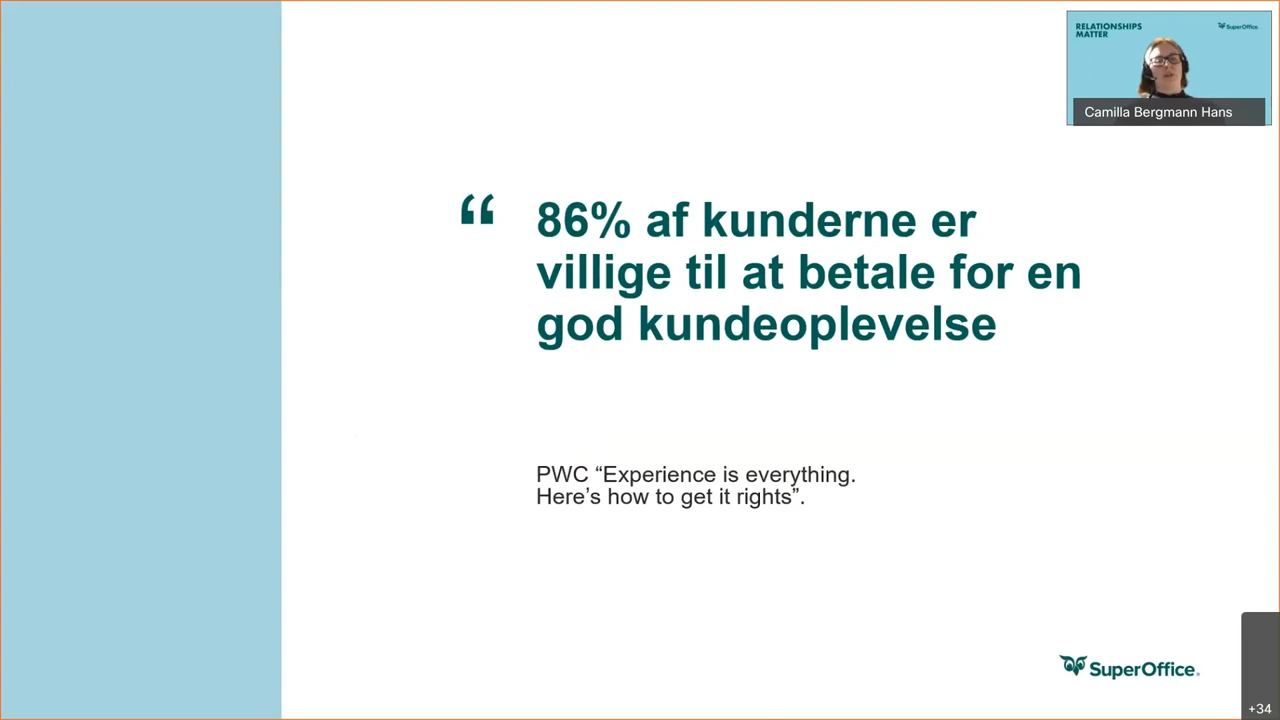 RELATIONSHIPS
MATTER
SuperOffice
Camilla Bergmann Hans
“ 86% af kunderne er
villige til at betale for en
god kundeoplevelse
PWC “Experience is everything.
Here’s how to get it rights”.
SuperOffice.
+34